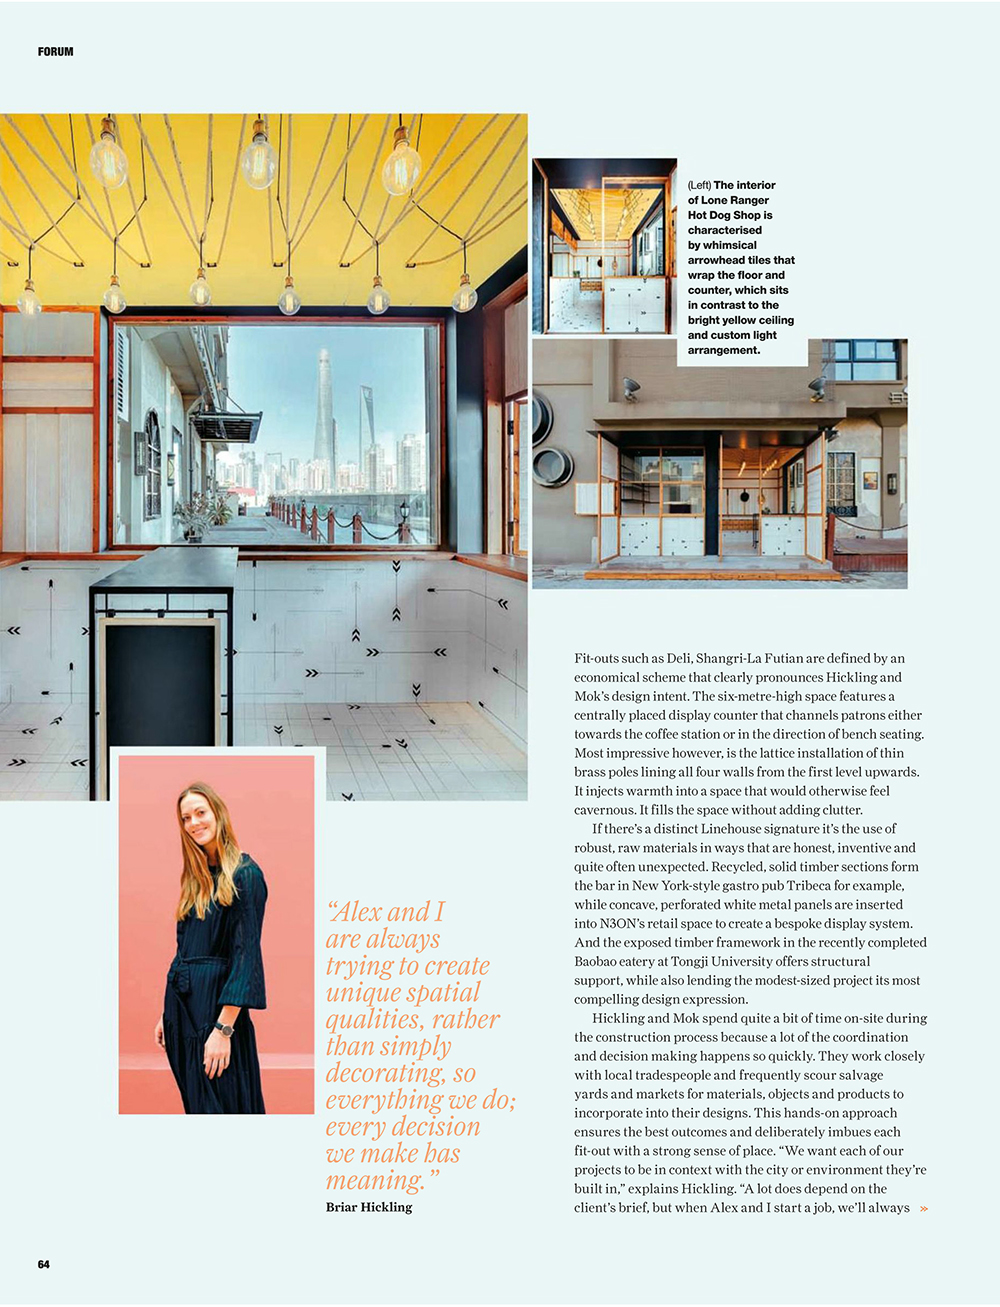 FORUM
(Left) The interior
of Lone Ranger
Hot Dog Shop is
characterised
by whimsical
arrowhead tiles that
wrap the floor and
counter, which sits
in contrast to the
bright yellow ceiling
and custom light
arrangement.
Fit-outs such as Deli, Shangri-La Futian are defined by an
economical scheme that clearly pronounces Hickling and
Mok’s design intent. The six-metre-high space features a
centrally placed display counter that channels patrons either
towards the coffee station or in the direction of bench seating.
Most impressive however, is the lattice installation of thin
brass poles lining all four walls from the first level upwards.
It injects warmth into a space that would otherwise feel
cavernous. It fills the space without adding clutter.
If there’s a distinct Linehouse signature it’s the use of
robust, raw materials in ways that are honest, inventive and
quite often unexpected. Recycled, solid timber sections form
the bar in New York-style gastro pub Tribeca for example,
while concave, perforated white metal panels are inserted
into N3ON’s retail space to create a bespoke display system.
And the exposed timber framework in the recently completed
Baobao eatery at Tongji University offers structural
support, while also lending the modest-sized project its most
compelling design expression.
Hickling and Mok spend quite a bit of time on-site during
the construction process because a lot of the coordination
and decision making happens so quickly. They work closely
with local tradespeople and frequently scour salvage
yards and markets for materials, objects and products to
incorporate into their designs. This hands-on approach
ensures the best outcomes and deliberately imbues each
fit-out with a strong sense of place. “We want each of our
projects to be in context with the city or environment they’re
built in,” explains Hickling. “A lot does depend on the
client’s brief, but when Alex and I start a job, we’ll always »
“Alex and I
are always
trying to create
unique spatial
qualities, rather
than simply
decorating, so
everything we do;
every decision
we make has
meaning.”
Briar Hickling
64